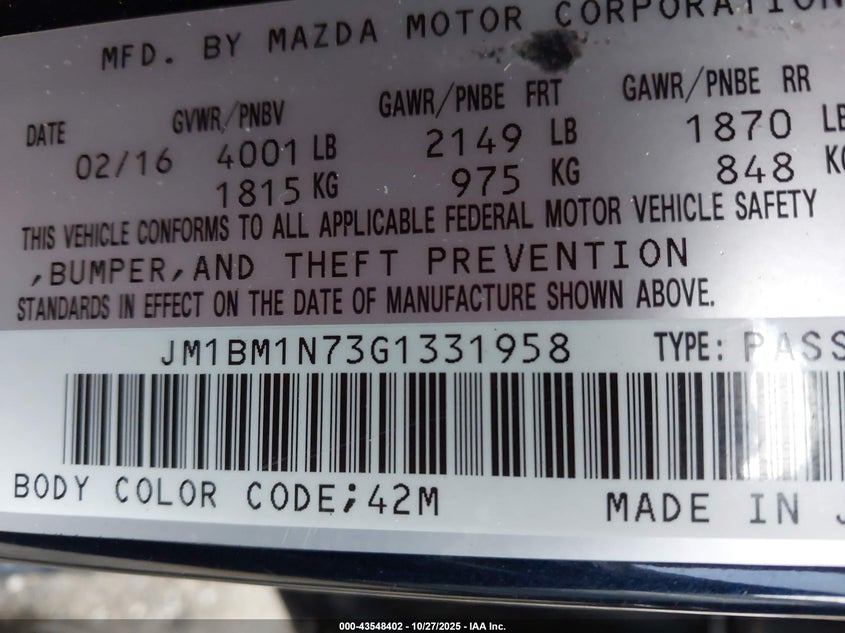 MFD. BY MAZDA MOTOR CORPORATION
DATE GVWR/PNBV GAWR/PNBE FRT GAWR/PNBE RR
02/16 4001 LB 2149 LB 1870 LB
1815 KG 975 KG 848 KG
THIS VEHICLE CONFORMS TO ALL APPLICABLE FEDERAL MOTOR VEHICLE SAFETY
,BUMPER,AND THEFT PREVENTION
STANDARDS IN EFFECT ON THE DATE OF MANUFACTURE SHOWN ABOVE.
JM1BM1N73G1331958 TYPE: PASS
BODY COLOR CODE;42M MADE IN J
000-43548402 - 10/27/2025 - IAA Inc.